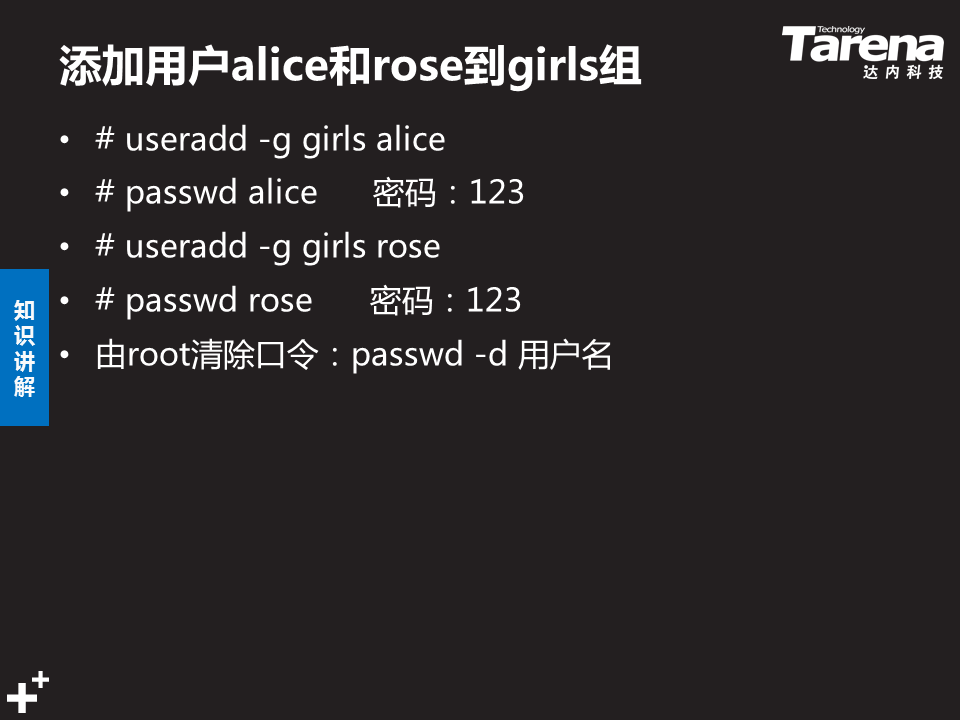 添加用户alice和rose到girls组
Technology
Tarena
达内科技
• # useradd -g girls alice
• # passwd alice 密码：123
• # useradd -g girls rose
• # passwd rose 密码：123
• 由root清除口令：passwd -d 用户名
知
识
讲
解